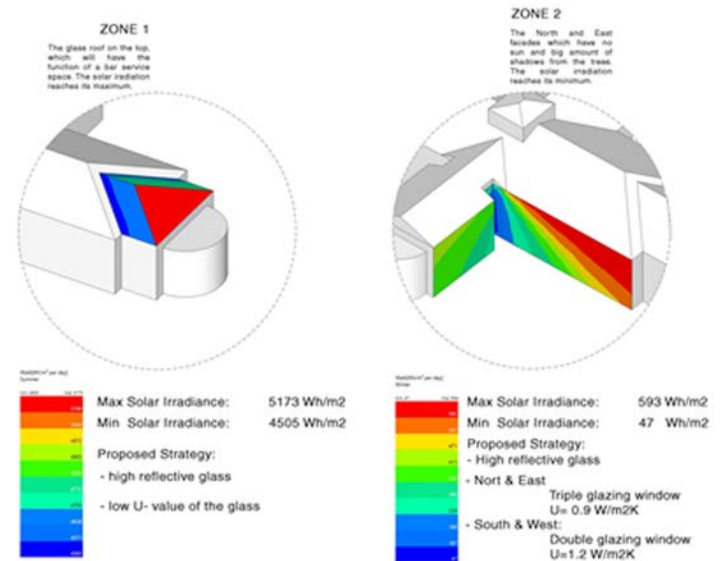 ZONE 1
The glass roof on the top,
which will have the
function of a bar service
space. The solar iradiation
reaches its maximum.
ZONE 2
The North and East
facades which have no
sun and big amount of
shadows from the trees.
The solar irradiation
reaches its minimum.
Summer
Max Solar Irradiance: 5173 Wh/m2
Min Solar Irradiance: 4505 Wh/m2
Proposed Strategy:
- high reflective glass
- low U- value of the glass
Winter
Max Solar Irradiance: 593 Wh/m2
Min Solar Irradiance: 47 Wh/m2
Proposed Strategy:
- High reflective glass
- Nort & East
Triple glazing window
U= 0.9 W/m2K
- South & West:
Double glazing window
U=1.2 W/m2K